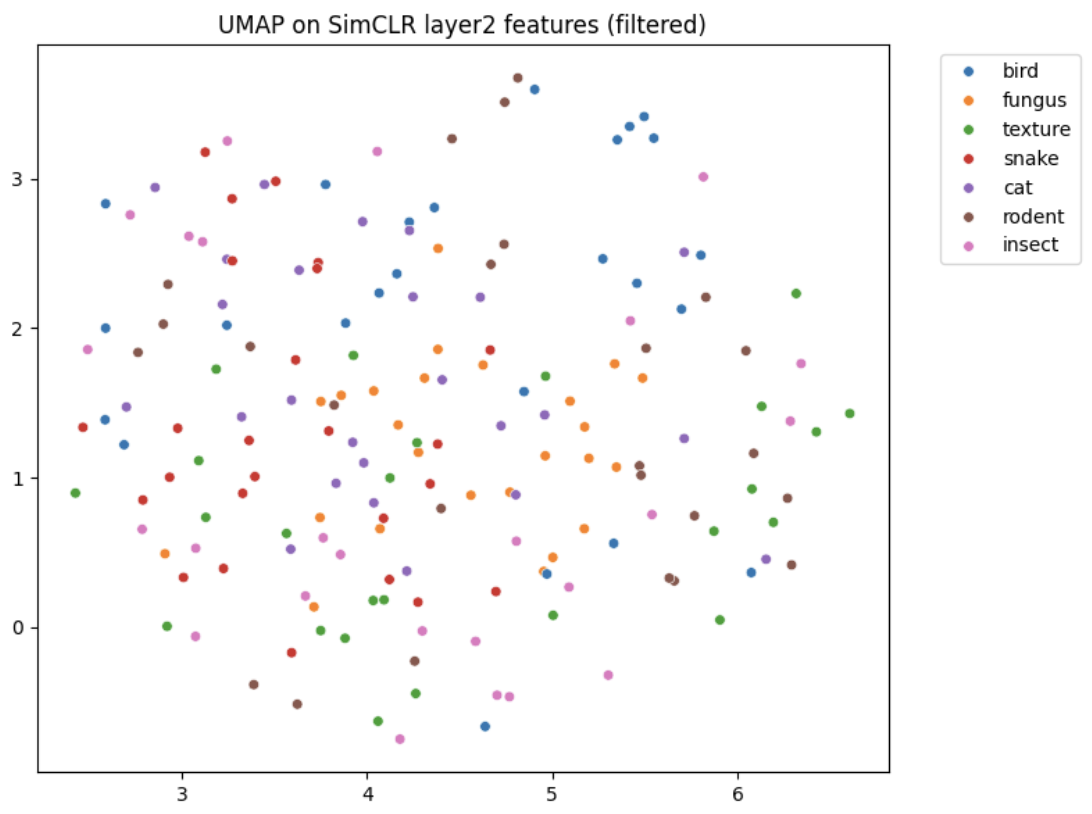 UMAP on SimCLR layer2 features (filtered)
bird
fungus
texture
snake
cat
rodent
insect
3
2
1
0
3 4 5 6